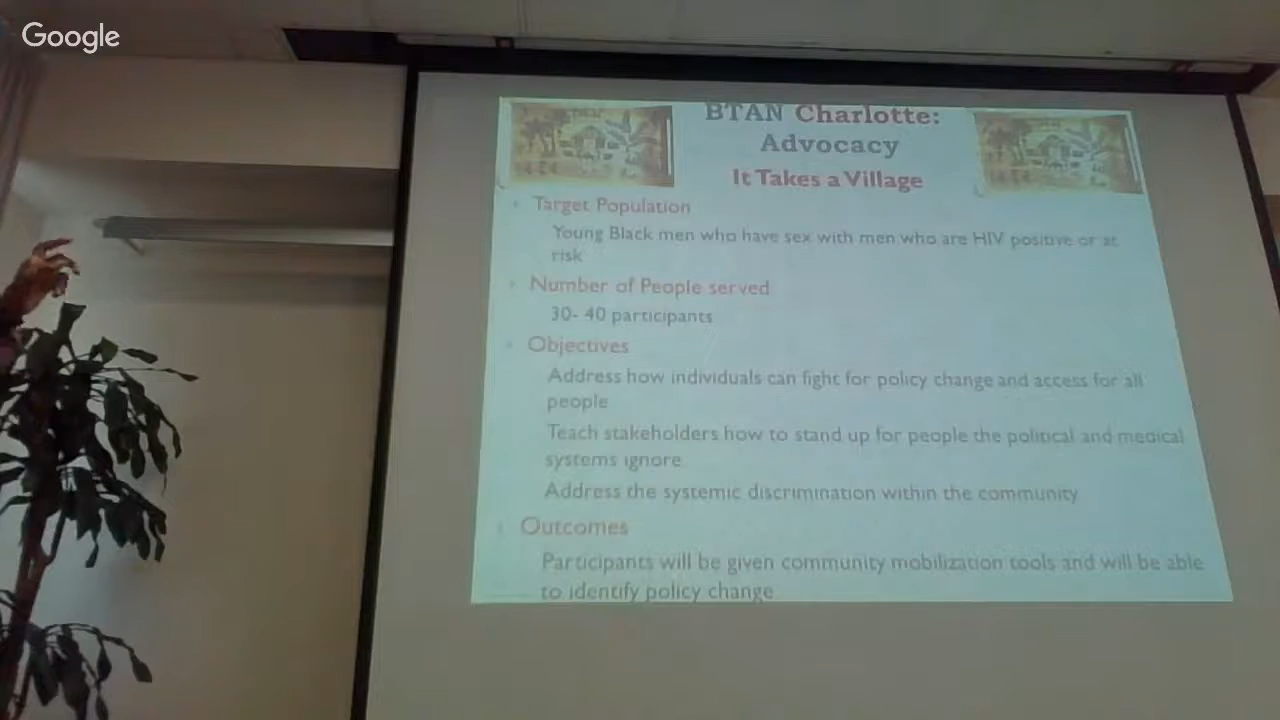 Google
BTAN Charlotte:
Advocacy
It Takes a Village
Target Population
Young Black men who have sex with men who are HIV positive or at
risk
Number of People served
30- 40 participants
Objectives
Address how individuals can fight for policy change and access for all
people
Teach stakeholders how to stand up for people the political and medical
systems ignore
Address the systemic discrimination within the community
Outcomes
Participants will be given community mobilization tools and will be able
to identify policy change